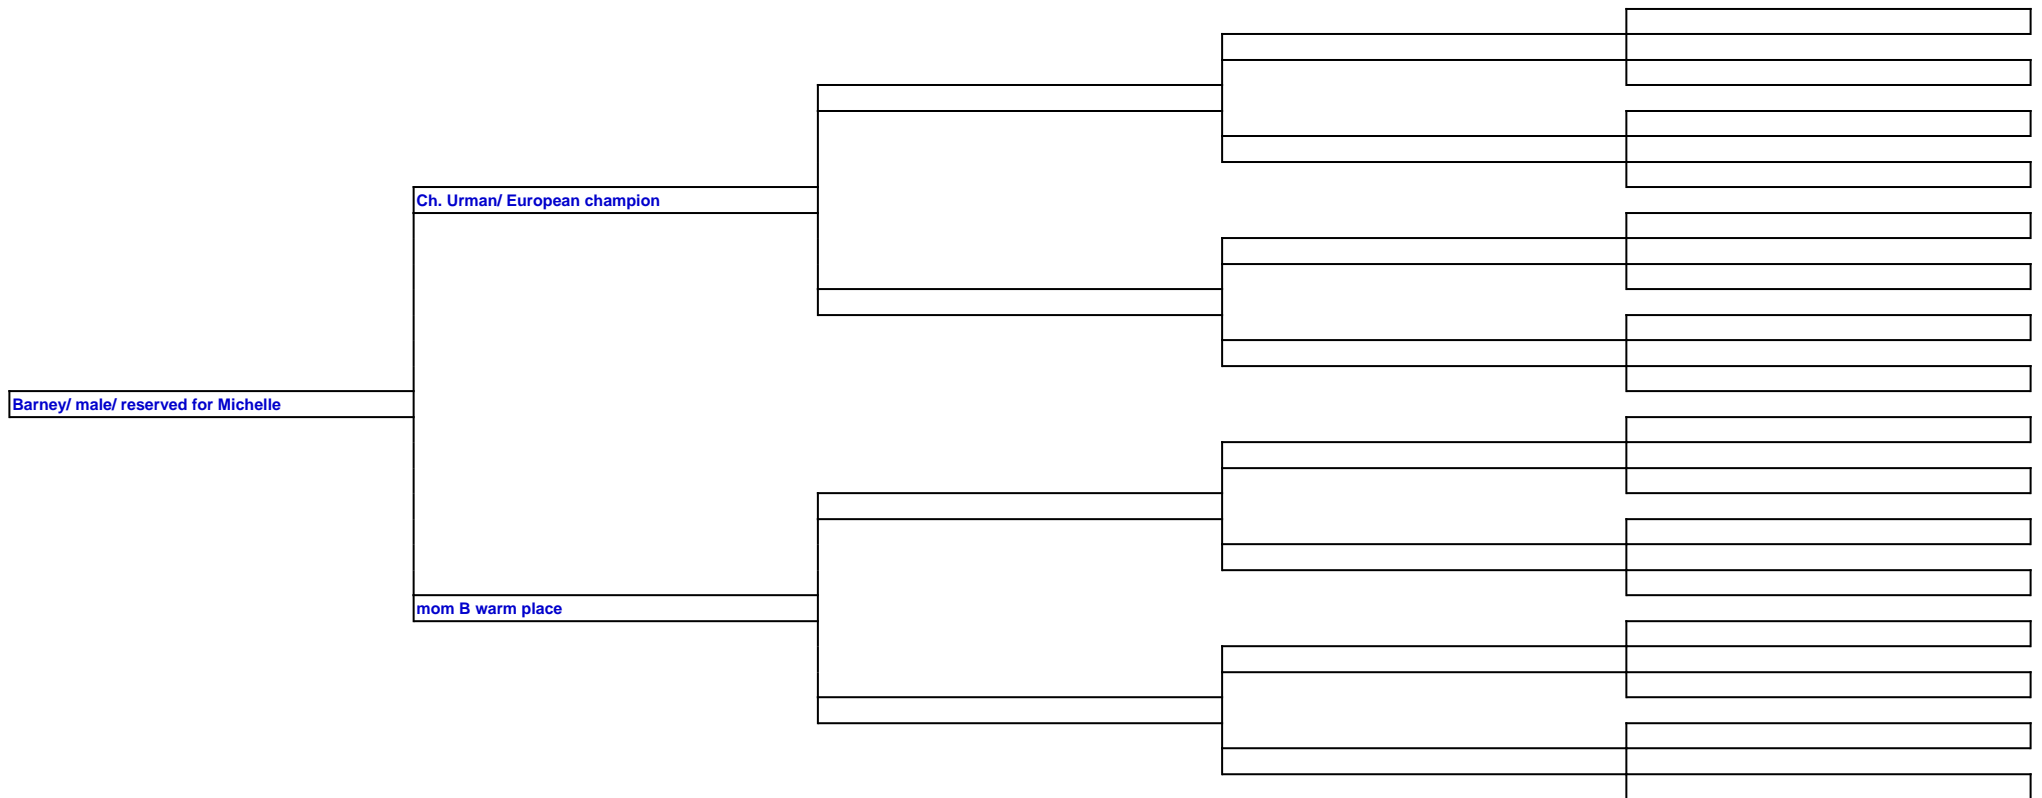 Ch. Urman/ European champion
Barney/ male/ reserved for Michelle
mom B warm place